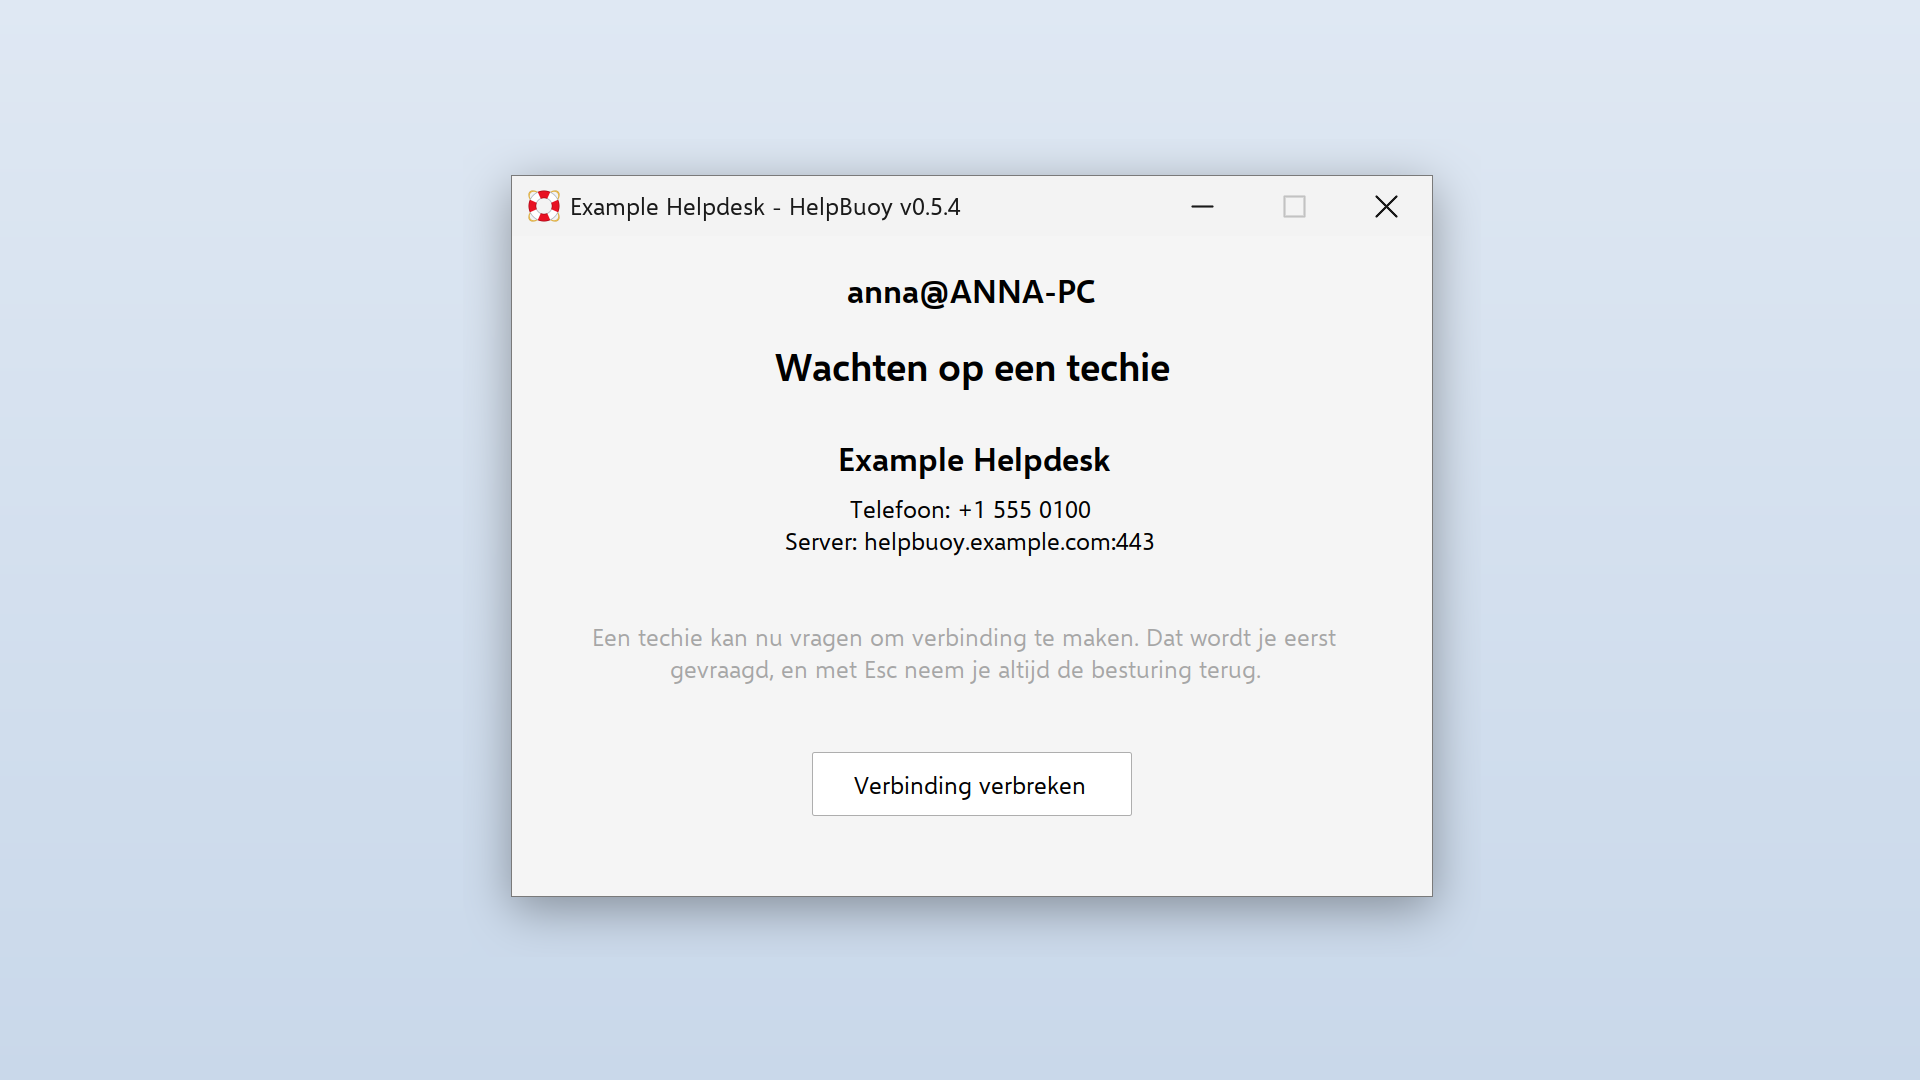 Example Helpdesk - HelpBuoy v0.5.4
anna@ANNA-PC
Wachten op een techie
Example Helpdesk
Telefoon: +1 555 0100
Server: helpbuoy.example.com:443
Een techie kan nu vragen om verbinding te maken. Dat wordt je eerst
gevraagd, en met Esc neem je altijd de besturing terug.
Verbinding verbreken